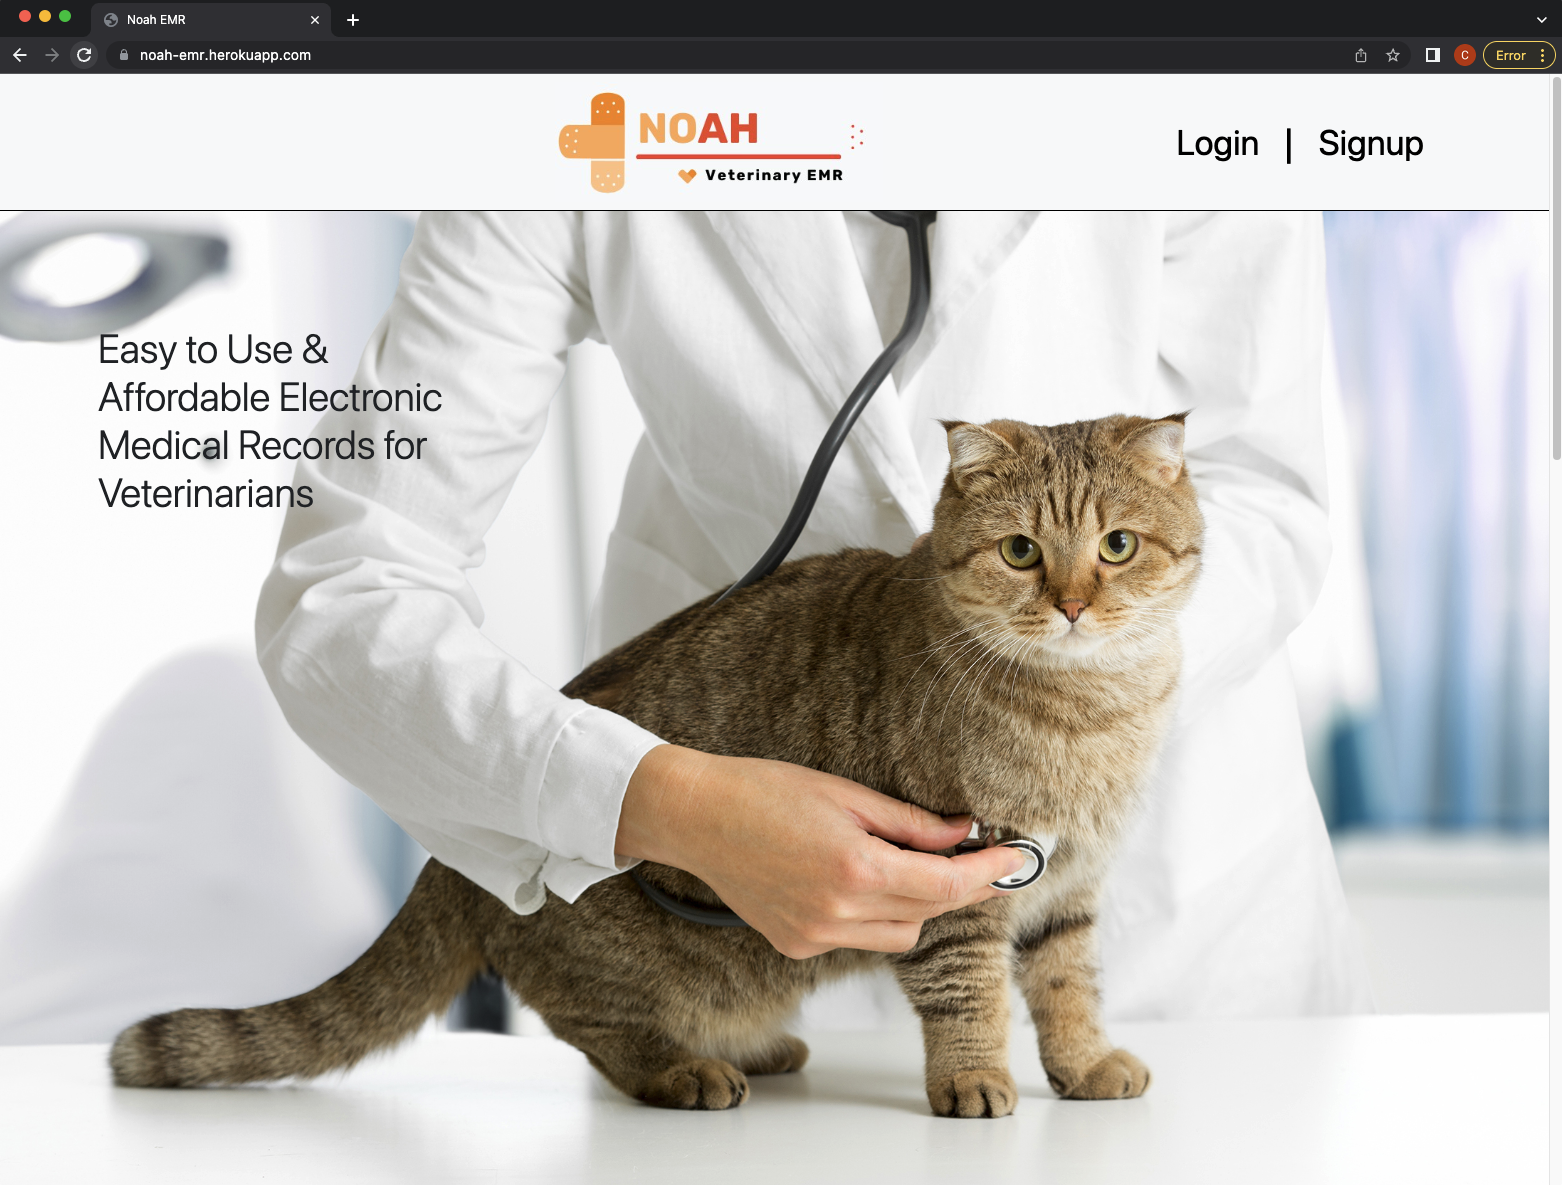 Noah EMR
noah-emr.herokuapp.com
C
Error
NOAH
Veterinary EMR
Login | Signup
Easy to Use &
Affordable Electronic
Medical Records for
Veterinarians